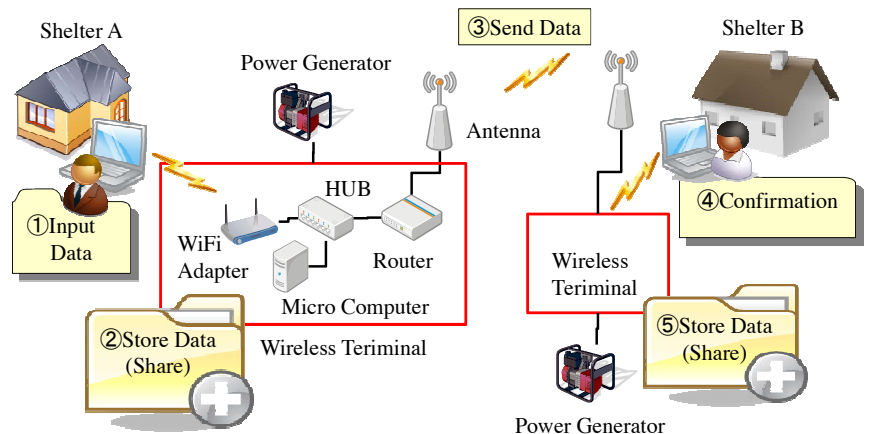 Shelter A
③Send Data
Shelter B
Power Generator
Antenna
①Input
Data
HUB
WiFi
Adapter
Router
Micro Computer
④Confirmation
Wireless
Teriminal
②Store Data
(Share)
Wireless Teriminal
⑤Store Data
(Share)
Power Generator